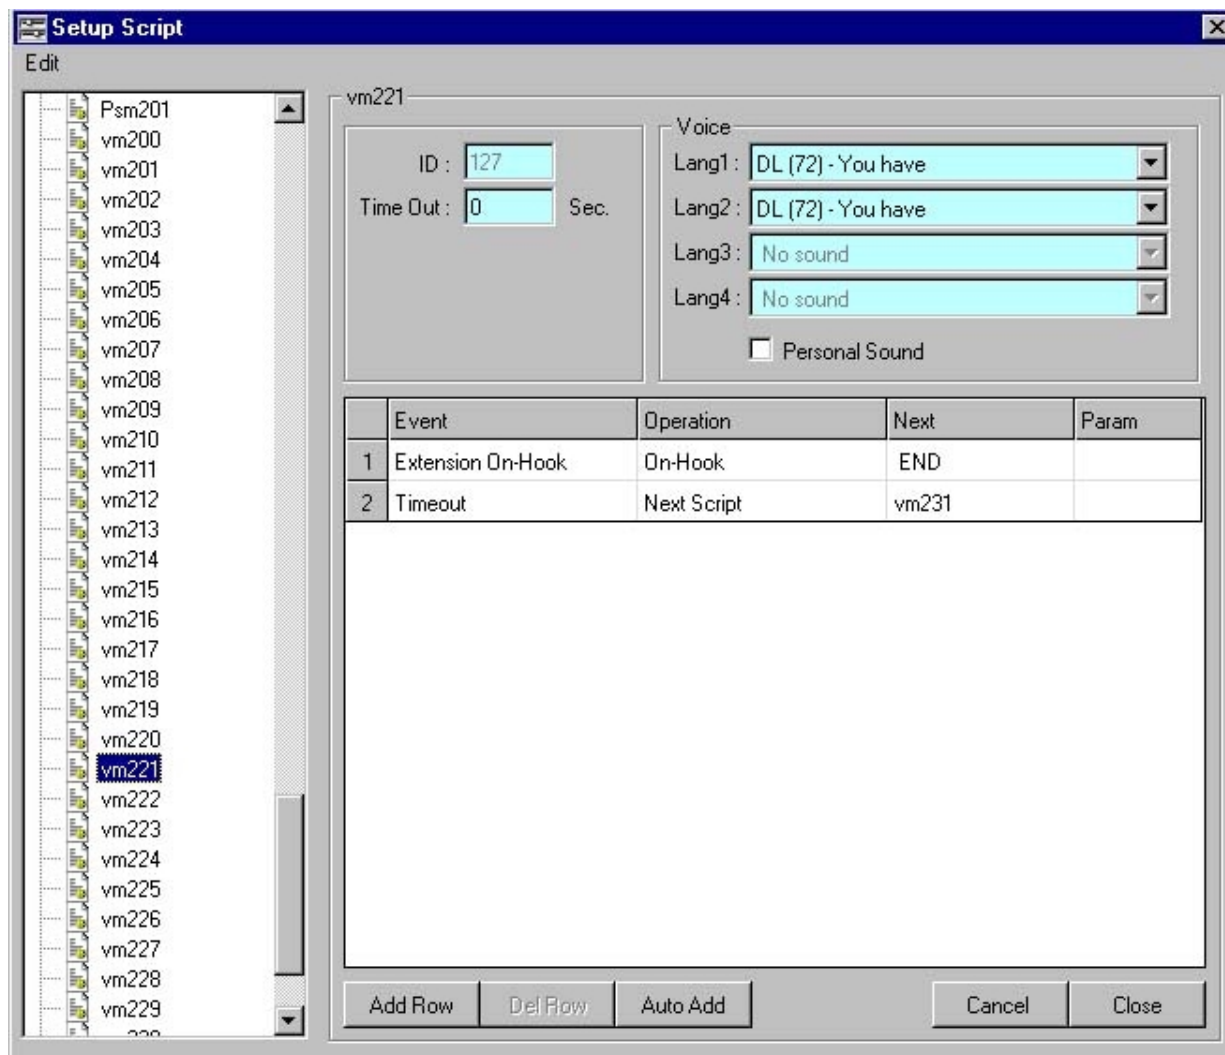 Setup Script
Edit
Psm201
vm200
vm201
vm202
vm203
vm204
vm205
vm206
vm207
vm208
vm209
vm210
vm211
vm212
vm213
vm214
vm215
vm216
vm217
vm218
vm219
vm220
vm221
vm222
vm223
vm224
vm225
vm226
vm227
vm228
vm229
vm221
ID : 127
Time Out : 0 Sec.
Voice
Lang1 : DL (72) - You have
Lang2 : DL (72) - You have
Lang3 : No sound
Lang4 : No sound
Personal Sound
Event Operation Next Param
1 Extension On-Hook On-Hook END
2 Timeout Next Script vm231
Add Row Del Row Auto Add Cancel Close